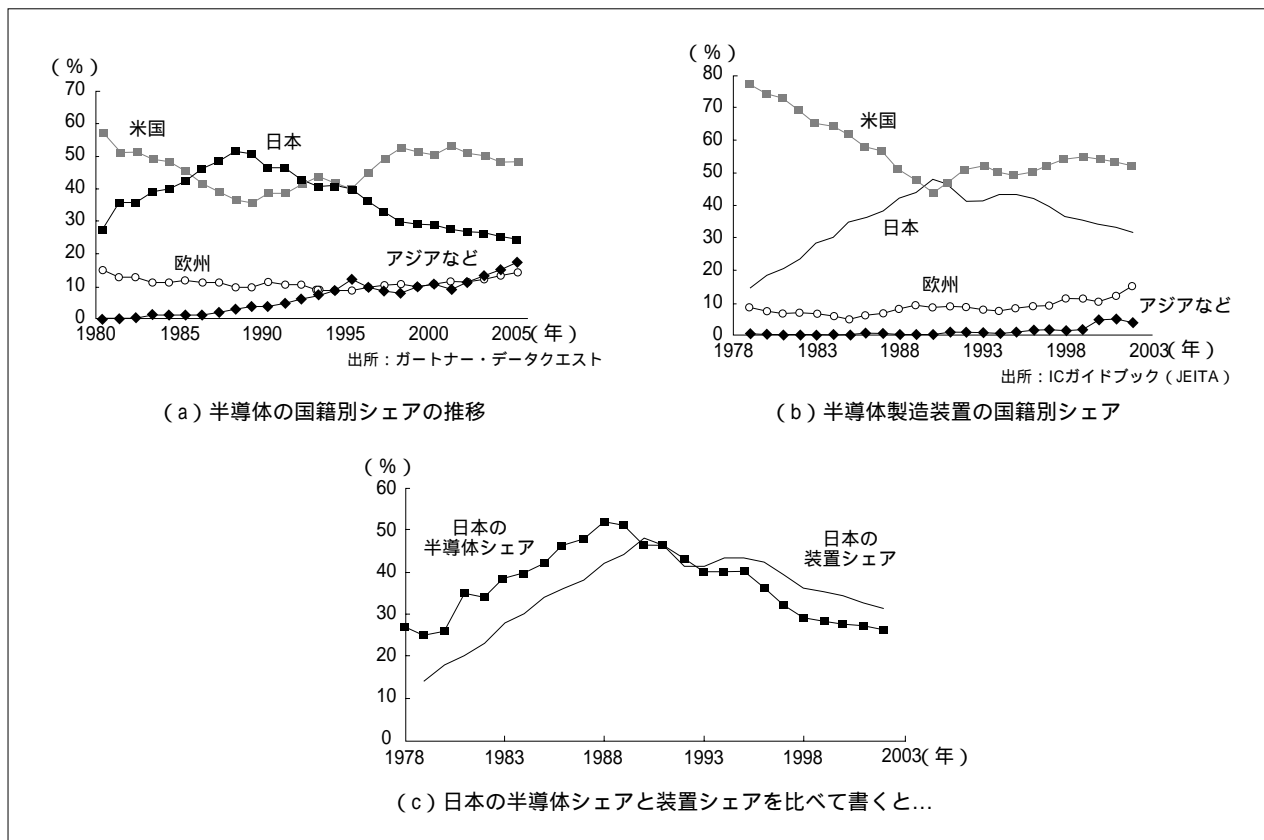 (%)
70
60
50
40
30
20
10
0
米国
日本
欧州
アジアなど
1980 1985 1990 1995 2000 2005(年)
出所:ガートナー・データクエスト
(a)半導体の国籍別シェアの推移
(%)
80
70
60
50
40
30
20
10
0
米国
日本
欧州
アジアなど
1978 1983 1988 1993 1998 2003(年)
出所:ICガイドブック(JEITA)
(b)半導体製造装置の国籍別シェア
(%)
60
50
40
30
20
10
0
日本の
半導体シェア
日本の
装置シェア
1978 1983 1988 1993 1998 2003(年)
(c)日本の半導体シェアと装置シェアを比べて書くと…